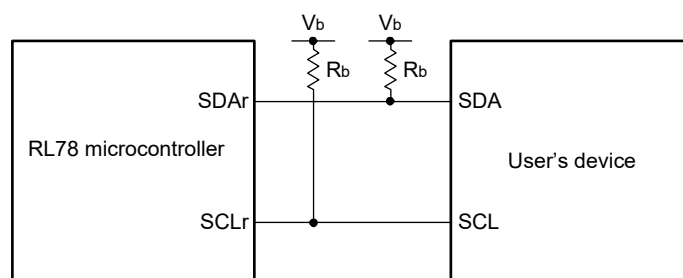 Vb Vb
Rb Rb
SDAr SDA
RL78 microcontroller User's device
SCLr SCL